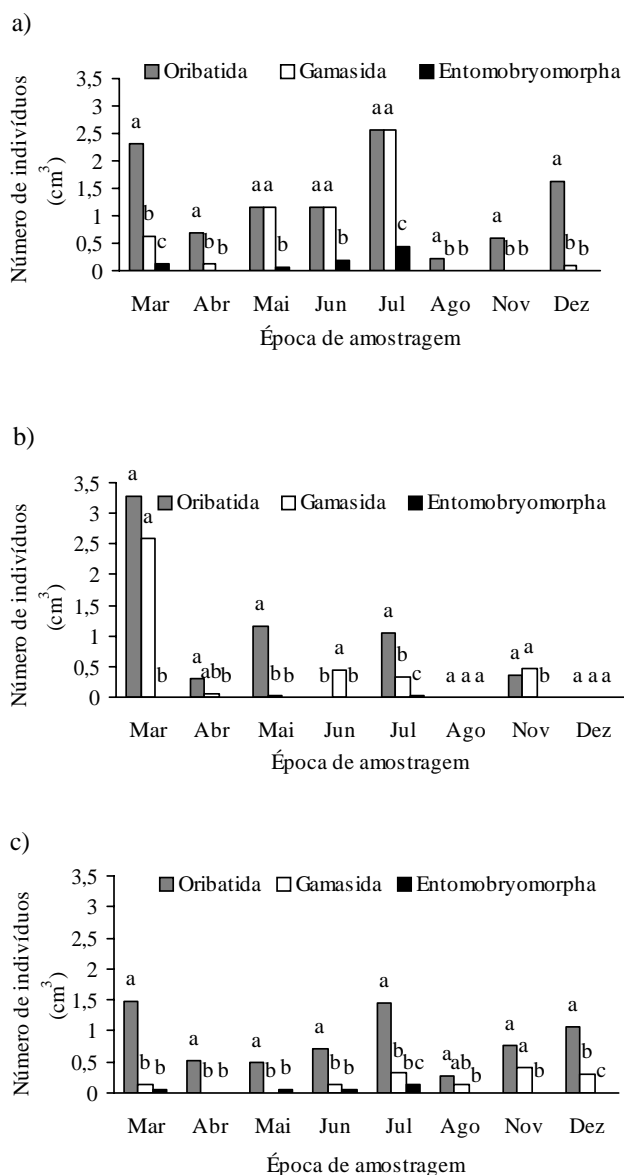 a)
Oribatida Gamasida Entomobryomorpha
Número de indivíduos
(cm³)
3,5
3
2,5
2
1,5
1
0,5
0
a b c a b b a a b a a b a a c a b b a b b a b b
Mar Abr Mai Jun Jul Ago Nov Dez
Época de amostragem
b)
Oribatida Gamasida Entomobryomorpha
Número de indivíduos
(cm³)
3,5
3
2,5
2
1,5
1
0,5
0
a a b a ab b a b b b a b a b c a a a a a b a a a
Mar Abr Mai Jun Jul Ago Nov Dez
Época de amostragem
c)
Oribatida Gamasida Entomobryomorpha
Número de indivíduos
(cm³)
3,5
3
2,5
2
1,5
1
0,5
0
a b b a b b a b b a b b a b bc a ab b a a b a b c
Mar Abr Mai Jun Jul Ago Nov Dez
Época de amostragem